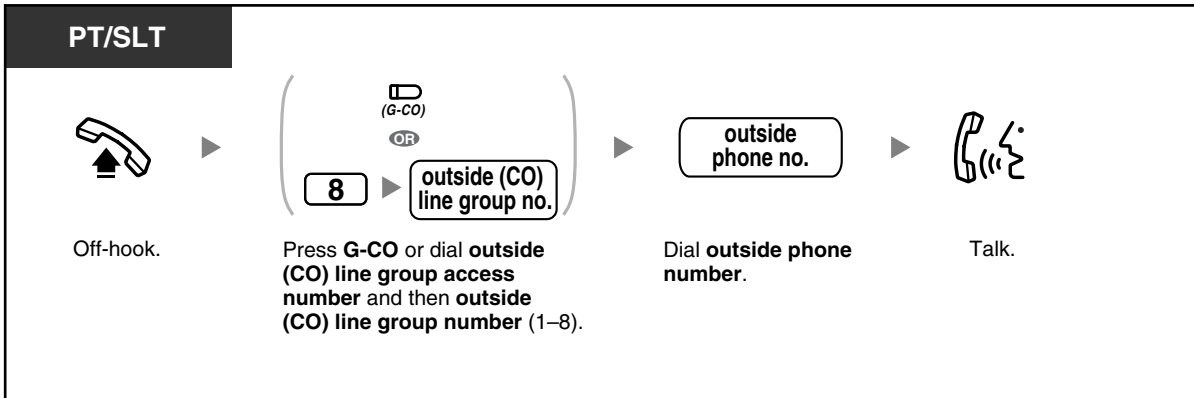 PT/SLT
(G-CO)
OR
8
outside (CO)
line group no.
outside
phone no.
Off-hook.
Press G-CO or dial outside
(CO) line group access
number and then outside
(CO) line group number (1–8).
Dial outside phone
number.
Talk.